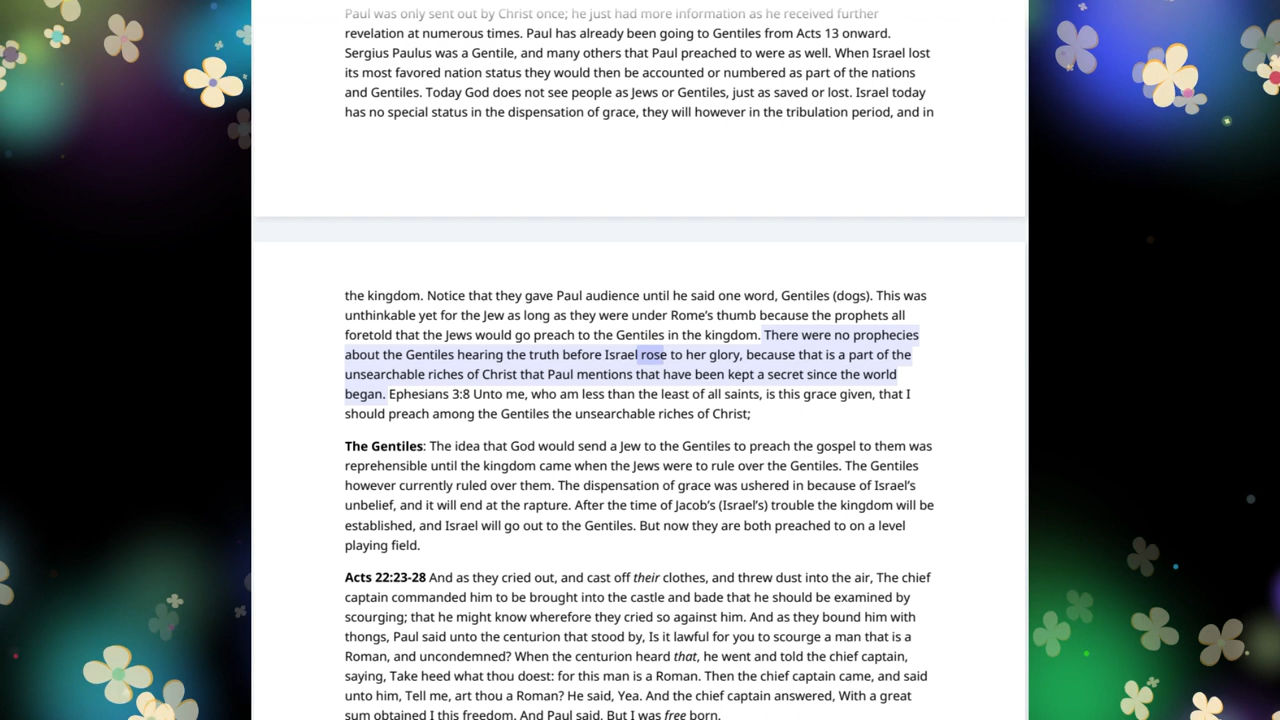 Paul was only sent out by Christ once; he just had more information as he received further
revelation at numerous times. Paul has already been going to Gentiles from Acts 13 onward.
Sergius Paulus was a Gentile, and many others that Paul preached to were as well. When Israel lost
its most favored nation status they would then be accounted or numbered as part of the nations
and Gentiles. Today God does not see people as Jews or Gentiles, just as saved or lost. Israel today
has no special status in the dispensation of grace, they will however in the tribulation period, and in
the kingdom. Notice that they gave Paul audience until he said one word, Gentiles (dogs). This was
unthinkable yet for the Jew as long as they were under Rome’s thumb because the prophets all
foretold that the Jews would go preach to the Gentiles in the kingdom. There were no prophecies
about the Gentiles hearing the truth before Israel rose to her glory, because that is a part of the
unsearchable riches of Christ that Paul mentions that have been kept a secret since the world
began. Ephesians 3:8 Unto me, who am less than the least of all saints, is this grace given, that I
should preach among the Gentiles the unsearchable riches of Christ;
The Gentiles: The idea that God would send a Jew to the Gentiles to preach the gospel to them was
reprehensible until the kingdom came when the Jews were to rule over the Gentiles. The Gentiles
however currently ruled over them. The dispensation of grace was ushered in because of Israel’s
unbelief, and it will end at the rapture. After the time of Jacob’s (Israel’s) trouble the kingdom will be
established, and Israel will go out to the Gentiles. But now they are both preached to on a level
playing field.
Acts 22:23-28 And as they cried out, and cast off their clothes, and threw dust into the air, The chief
captain commanded him to be brought into the castle and bade that he should be examined by
scourging; that he might know wherefore they cried so against him. And as they bound him with
thongs, Paul said unto the centurion that stood by, Is it lawful for you to scourge a man that is a
Roman, and uncondemned? When the centurion heard that, he went and told the chief captain,
saying, Take heed what thou doest: for this man is a Roman. Then the chief captain came, and said
unto him, Tell me, art thou a Roman? He said, Yea. And the chief captain answered, With a great
sum obtained I this freedom. And Paul said, But I was free born.